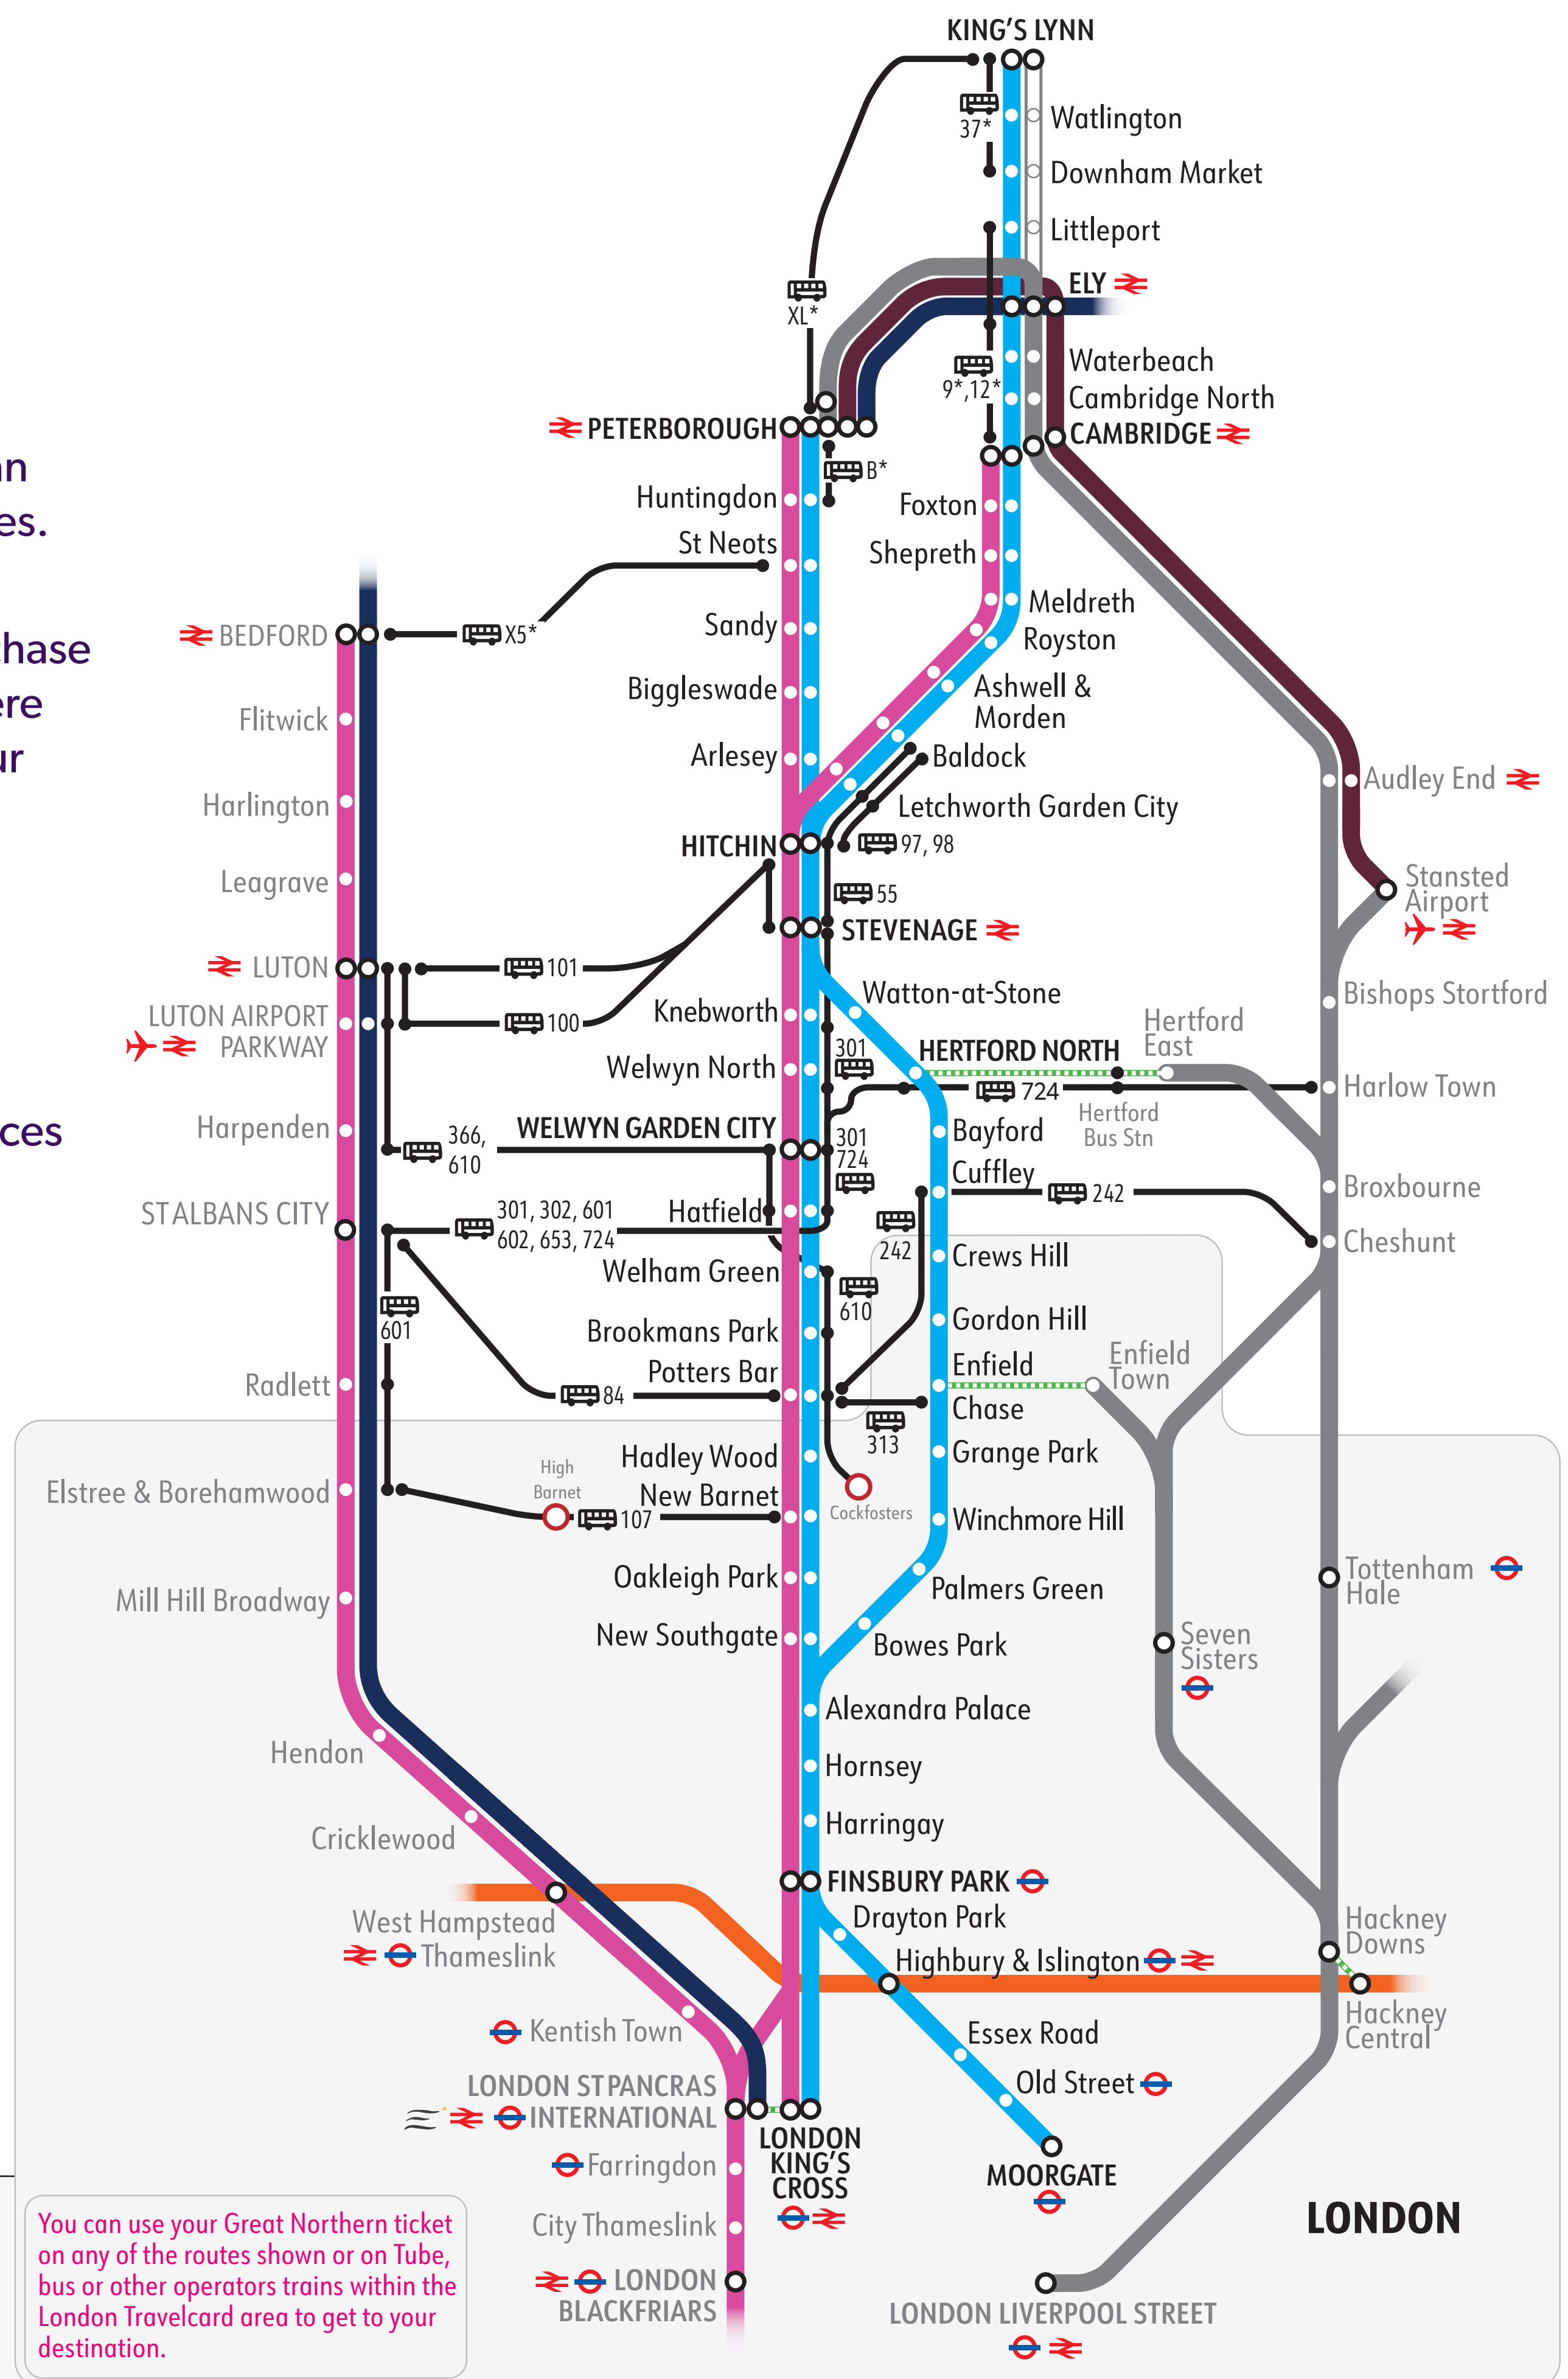 KING'S LYNN
37*
Watlington
Downham Market
Littleport
ELY
XL*
Waterbeach
9*,12*
Cambridge North
PETERBOROUGH
CAMBRIDGE
B*
an
es.
Huntingdon
Foxton
St Neots
Shepreth
Meldreth
Sandy
Royston
BEDFORD
X5*
chase
ere
ur
Biggleswade
Ashwell &
Morden
Flitwick
Arlesey
Baldock
Audley End
Harlington
Letchworth Garden City
HITCHIN
97, 98
Leagrave
55
Stansted
Airport
STEVENAGE
LUTON
101
Watton-at-Stone
Bishops Stortford
LUTON AIRPORT
PARKWAY
100
Knebworth
Hertford
East
301
HERTFORD NORTH
Welwyn North
724
Harlow Town
Hertford
Bus Stn
ces
Harpenden
366,
610
WELWYN GARDEN CITY
301
724
Bayford
Cuffley
242
Broxbourne
ST ALBANS CITY
301, 302, 601
602, 653, 724
Hatfield
242
Cheshunt
Crews Hill
Welham Green
610
601
Brookmans Park
Gordon Hill
Enfield
Chase
Enfield
Town
Radlett
Potters Bar
84
313
Hadley Wood
Grange Park
Elstree & Borehamwood
High
Barnet
107
New Barnet
Cockfosters
Winchmore Hill
Oakleigh Park
Palmers Green
Tottenham
Hale
Mill Hill Broadway
New Southgate
Bowes Park
Seven
Sisters
Alexandra Palace
Hendon
Hornsey
Cricklewood
Harringay
FINSBURY PARK
West Hampstead
Thameslink
Drayton Park
Hackney
Downs
Highbury & Islington
Kentish Town
Essex Road
Hackney
Central
LONDON ST PANCRAS
INTERNATIONAL
Old Street
LONDON
KING'S
CROSS
MOORGATE
Farringdon
City Thameslink
LONDON
LONDON
BLACKFRIARS
LONDON LIVERPOOL STREET
You can use your Great Northern ticket
on any of the routes shown or on Tube,
bus or other operators trains within the
London Travelcard area to get to your
destination.